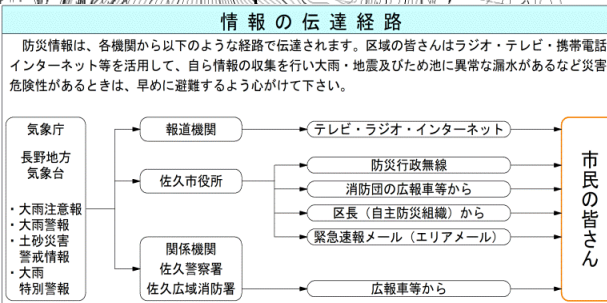 情報の伝達経路
防災情報は、各機関から以下のような経路で伝達されます。区域の皆さんはラジオ・テレビ・携帯電話
インターネット等を活用して、自ら情報の収集を行い大雨・地震及びため池に異常な漏水があるなど災害
危険性があるときは、早めに避難するよう心がけて下さい。
気象庁
長野地方
気象台
・大雨注意報
・大雨警報
・土砂災害
警戒情報
・大雨
特別警報
報道機関
佐久市役所
関係機関
佐久警察署
佐久広域消防署
テレビ・ラジオ・インターネット
防災行政無線
消防団の広報車等から
区長（自主防災組織）から
緊急速報メール（エリアメール）
広報車等から
市民の皆さん